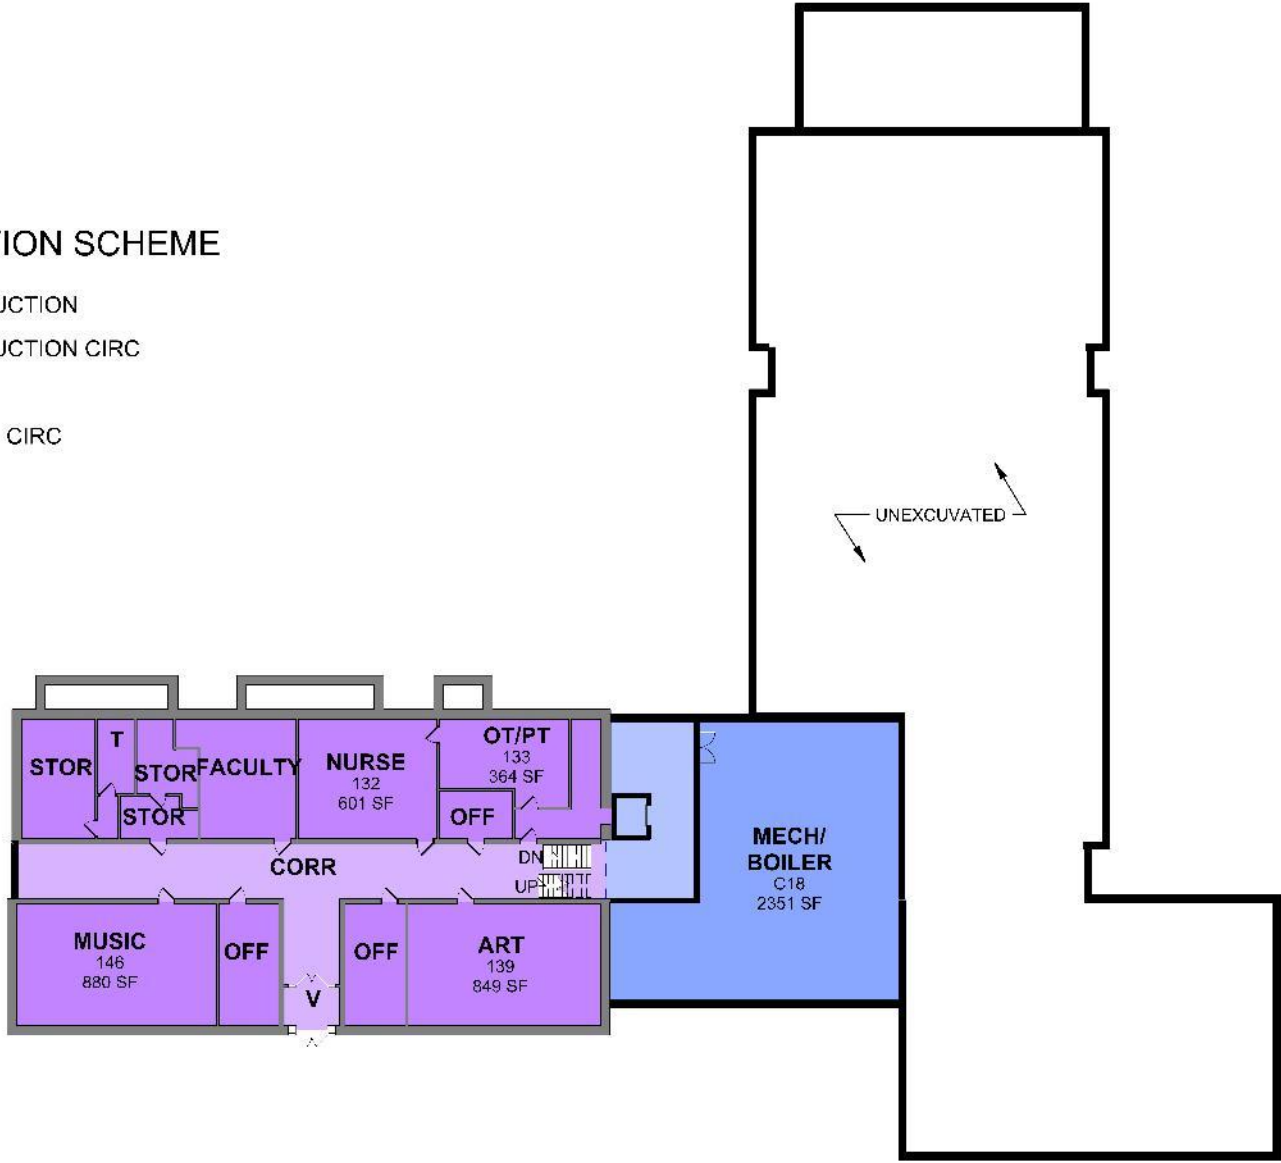 TION SCHEME
UCTION
UCTION CIRC
CIRC
UNEXCUVATED
STOR
T
STOR
FACULTY
STOR
NURSE
132
601 SF
OT/PT
133
364 SF
OFF
CORR
DN
UP
MECH/
BOILER
C18
2351 SF
MUSIC
146
880 SF
OFF
V
OFF
ART
139
849 SF